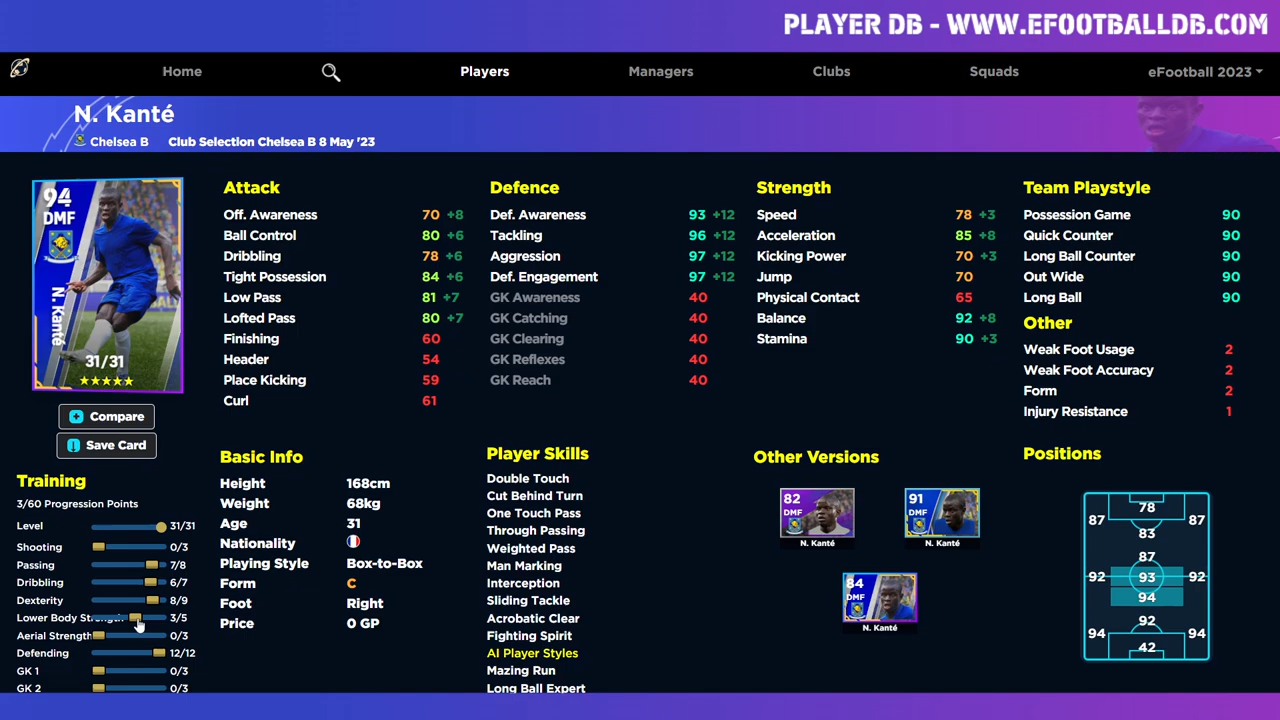 PLAYER DB - WWW.EFOOTBALLDB.COM
Home Players Managers Clubs Squads eFootball 2023
N. Kanté
Chelsea B Club Selection Chelsea B 8 May '23
94
DMF
N. Kanté
31/31
Compare
Save Card
Training
3/60 Progression Points
Level 31/31
Shooting 0/3
Passing 7/8
Dribbling 6/7
Dexterity 8/9
Lower Body Strength 3/5
Aerial Strength 0/3
Defending 12/12
GK 1 0/3
GK 2 0/3
Attack
Off. Awareness 70 +8
Ball Control 80 +6
Dribbling 78 +6
Tight Possession 84 +6
Low Pass 81 +7
Lofted Pass 80 +7
Finishing 60
Header 54
Place Kicking 59
Curl 61
Defence
Def. Awareness 93 +12
Tackling 96 +12
Aggression 97 +12
Def. Engagement 97 +12
GK Awareness 40
GK Catching 40
GK Clearing 40
GK Reflexes 40
GK Reach 40
Strength
Speed 78 +3
Acceleration 85 +8
Kicking Power 70 +3
Jump 70
Physical Contact 65
Balance 92 +8
Stamina 90 +3
Team Playstyle
Possession Game 90
Quick Counter 90
Long Ball Counter 90
Out Wide 90
Long Ball 90
Other
Weak Foot Usage 2
Weak Foot Accuracy 2
Form 2
Injury Resistance 1
Basic Info
Height 168cm
Weight 68kg
Age 31
Nationality
Playing Style Box-to-Box
Form C
Foot Right
Price 0 GP
Player Skills
Double Touch
Cut Behind Turn
One Touch Pass
Through Passing
Weighted Pass
Man Marking
Interception
Sliding Tackle
Acrobatic Clear
Fighting Spirit
AI Player Styles
Mazing Run
Long Ball Expert
Other Versions
82
DMF
N. Kanté
91
DMF
N. Kanté
84
DMF
N. Kanté
Positions
78
87 87
83
87
92 93 92
94
92
94 94
42